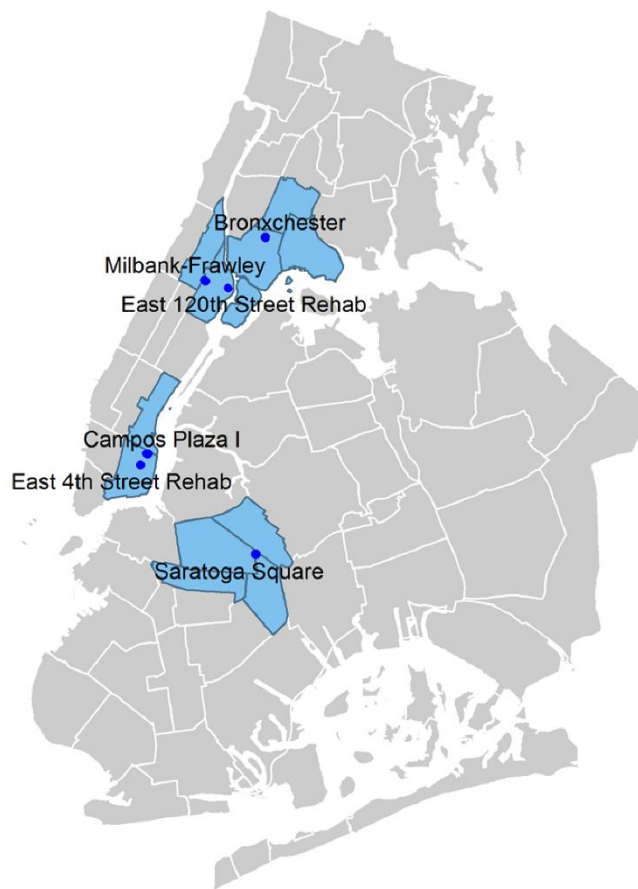 Bronxchester
Milbank-Frawley
East 120th Street Rehab
Campos Plaza I
East 4th Street Rehab
Saratoga Square